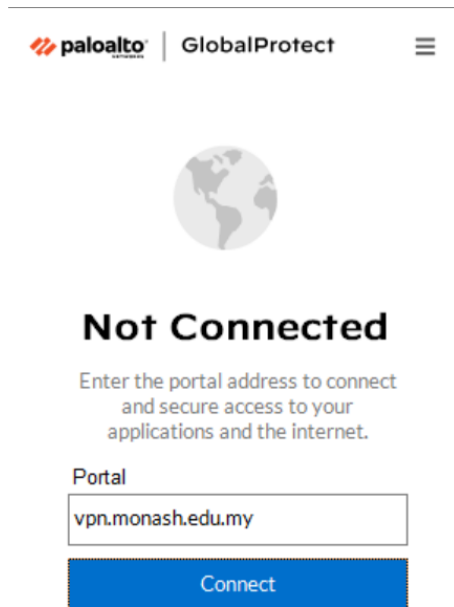 paloalto | GlobalProtect
NETWORKS
Not Connected
Enter the portal address to connect
and secure access to your
applications and the internet.
Portal
vpn.monash.edu.my
Connect